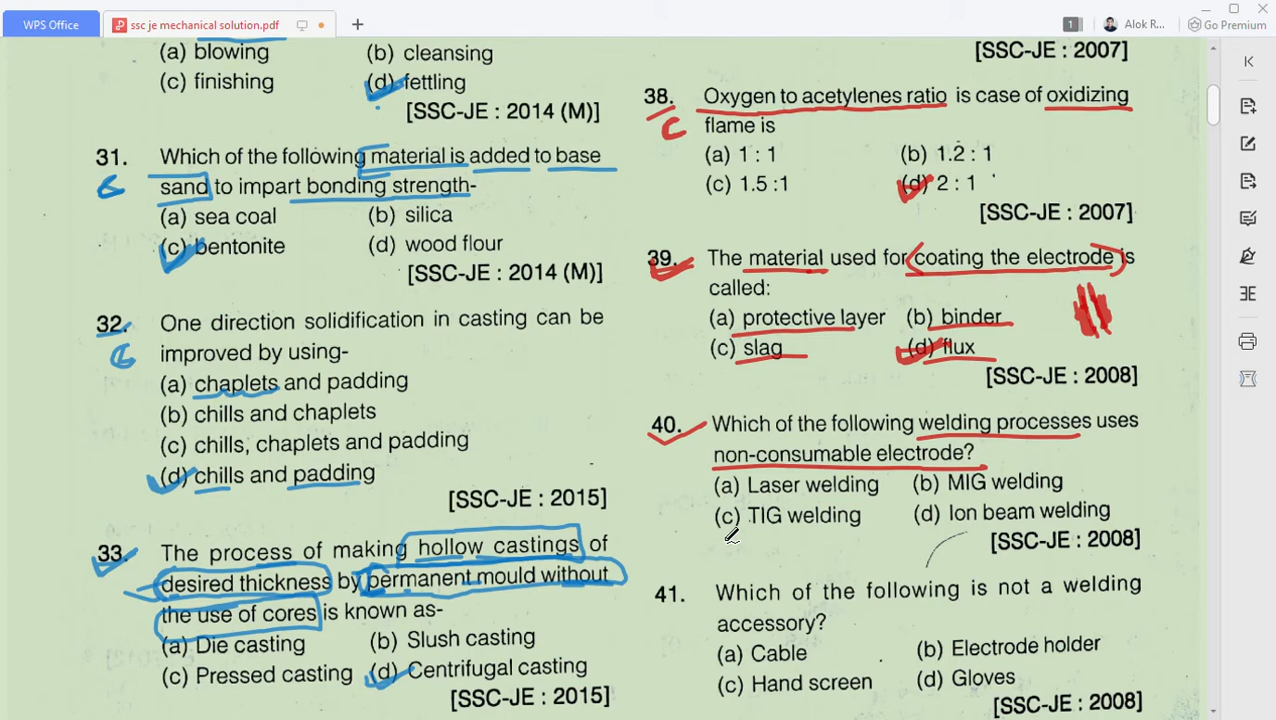 WPS Office
ssc je mechanical solution.pdf
1
Alok R...
Go Premium
(a) blowing (b) cleansing
(c) finishing (d) fettling
[SSC-JE : 2014 (M)]
31. Which of the following material is added to base
sand to impart bonding strength-
(a) sea coal (b) silica
(c) bentonite (d) wood flour
[SSC-JE : 2014 (M)]
32. One direction solidification in casting can be
improved by using-
(a) chaplets and padding
(b) chills and chaplets
(c) chills, chaplets and padding
(d) chills and padding
[SSC-JE : 2015]
33. The process of making hollow castings of
desired thickness by permanent mould without
the use of cores is known as-
(a) Die casting (b) Slush casting
(c) Pressed casting (d) Centrifugal casting
[SSC-JE : 2015]
[SSC-JE : 2007]
38. Oxygen to acetylenes ratio is case of oxidizing
flame is
(a) 1 : 1 (b) 1.2 : 1
(c) 1.5 :1 (d) 2 : 1
[SSC-JE : 2007]
39. The material used for coating the electrode is
called:
(a) protective layer (b) binder
(c) slag (d) flux
[SSC-JE : 2008]
40. Which of the following welding processes uses
non-consumable electrode?
(a) Laser welding (b) MIG welding
(c) TIG welding (d) Ion beam welding
[SSC-JE : 2008]
41. Which of the following is not a welding
accessory?
(a) Cable (b) Electrode holder
(c) Hand screen (d) Gloves
[SSC-JE : 2008]